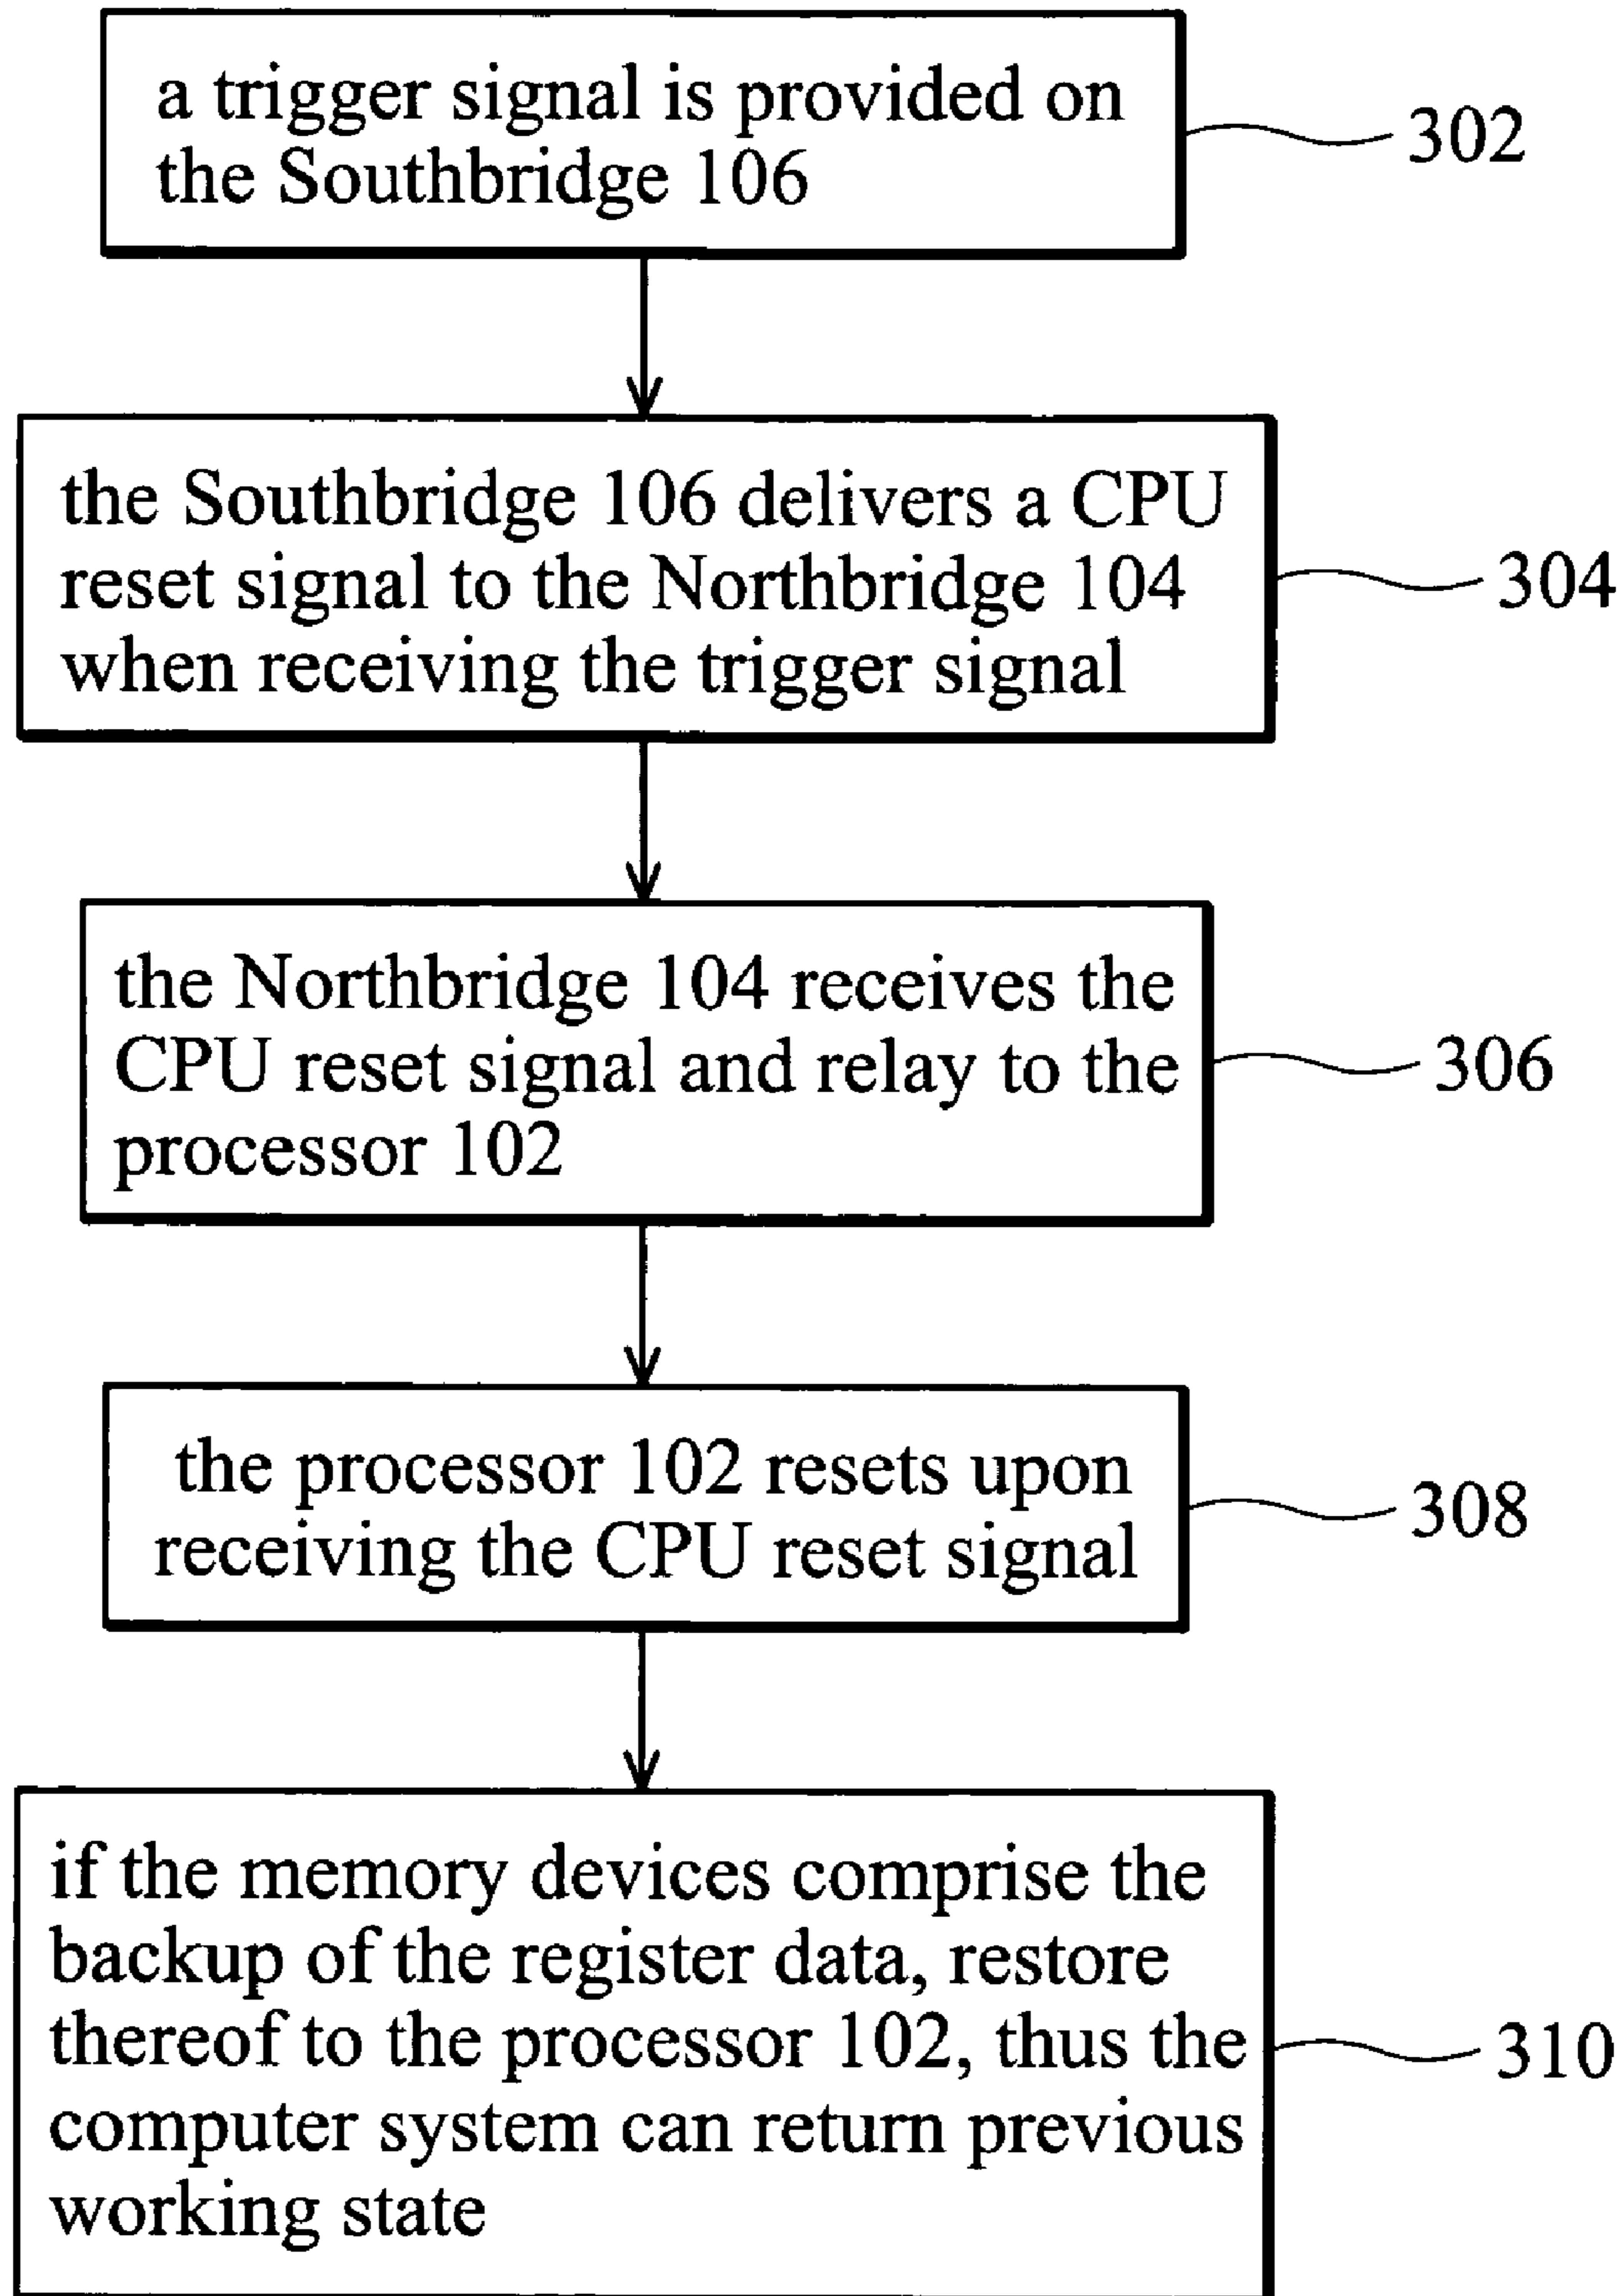 a trigger signal is provided on
the Southbridge 106
302
the Southbridge 106 delivers a CPU
reset signal to the Northbridge 104
when receiving the trigger signal
304
the Northbridge 104 receives the
CPU reset signal and relay to the
processor 102
306
the processor 102 resets upon
receiving the CPU reset signal
308
if the memory devices comprise the
backup of the register data, restore
thereof to the processor 102, thus the
computer system can return previous
working state
310